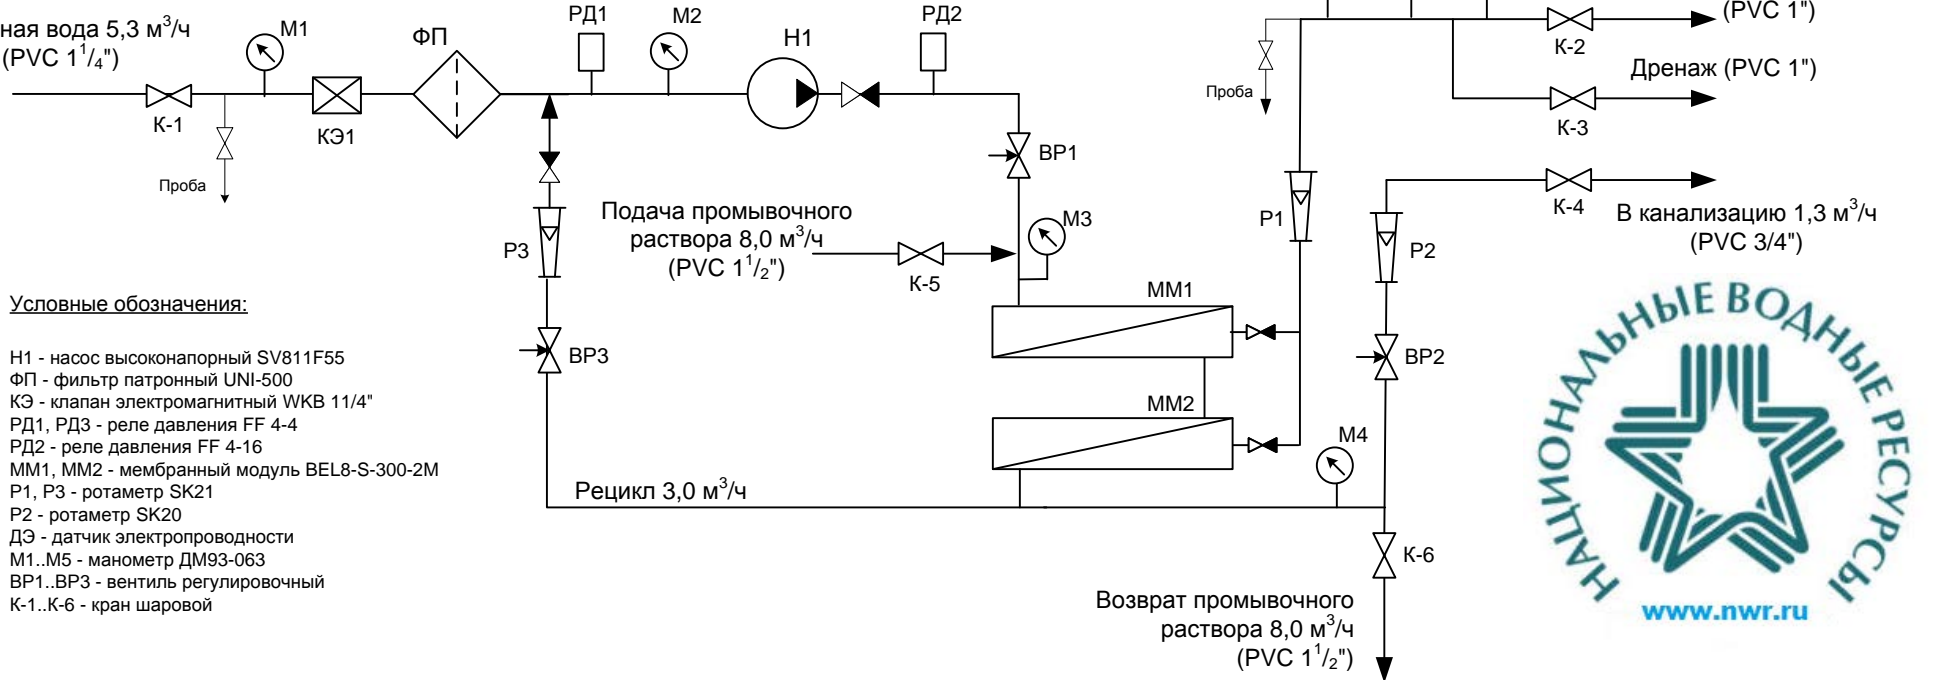 ная вода 5,3 м³/ч
(PVC 1 1/4")
М1
К-1
Проба
КЭ1
ФП
РД1
М2
Н1
РД2
ВР1
Р3
ВР3
Подача промывочного
раствора 8,0 м³/ч
(PVC 1 1/2")
К-5
М3
ММ1
ММ2
Рецикл 3,0 м³/ч
М4
Проба
Р1
(PVC 1")
К-2
Дренаж (PVC 1")
К-3
К-4
В канализацию 1,3 м³/ч
(PVC 3/4")
Р2
ВР2
К-6
Возврат промывочного
раствора 8,0 м³/ч
(PVC 1 1/2")
Условные обозначения:
Н1 - насос высоконапорный SV811F55
ФП - фильтр патронный UNI-500
КЭ - клапан электромагнитный WKB 11/4"
РД1, РД3 - реле давления FF 4-4
РД2 - реле давления FF 4-16
ММ1, ММ2 - мембранный модуль BEL8-S-300-2M
Р1, Р3 - ротаметр SK21
Р2 - ротаметр SK20
ДЭ - датчик электропроводности
М1..М5 - манометр ДМ93-063
ВР1..ВР3 - вентиль регулировочный
К-1..К-6 - кран шаровой
НАЦИОНАЛЬНЫЕ ВОДНЫЕ РЕСУРСЫ
www.nwr.ru